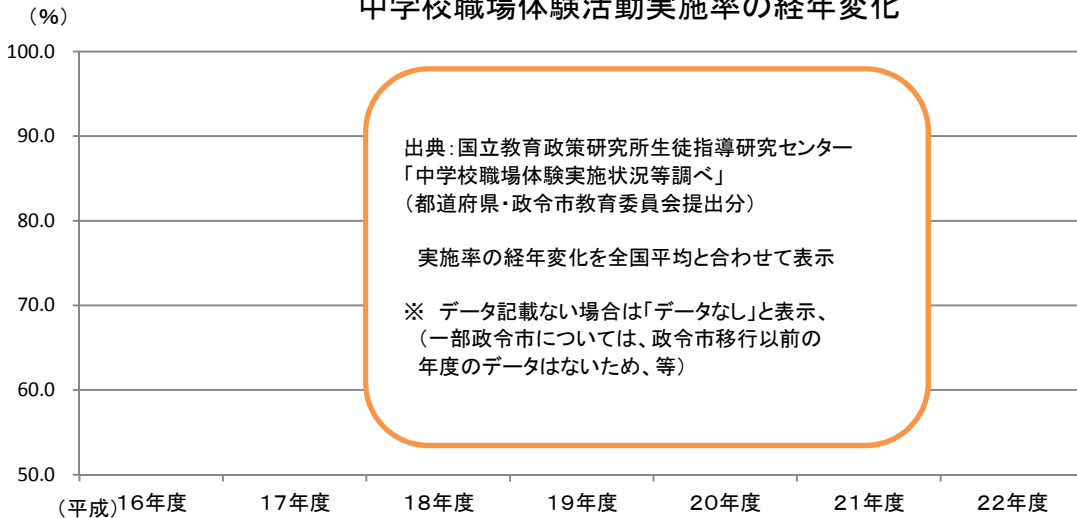 中学校職場体験活動実施率の経年変化
（%）
100.0
90.0
80.0
70.0
60.0
50.0
出典：国立教育政策研究所生徒指導研究センター
「中学校職場体験実施状況等調べ」
（都道府県・政令市教育委員会提出分）
実施率の経年変化を全国平均と合わせて表示
※　データ記載ない場合は「データなし」と表示、
（一部政令市については、政令市移行以前の
年度のデータはないため、等）
（平成）16年度　17年度　18年度　19年度　20年度　21年度　22年度